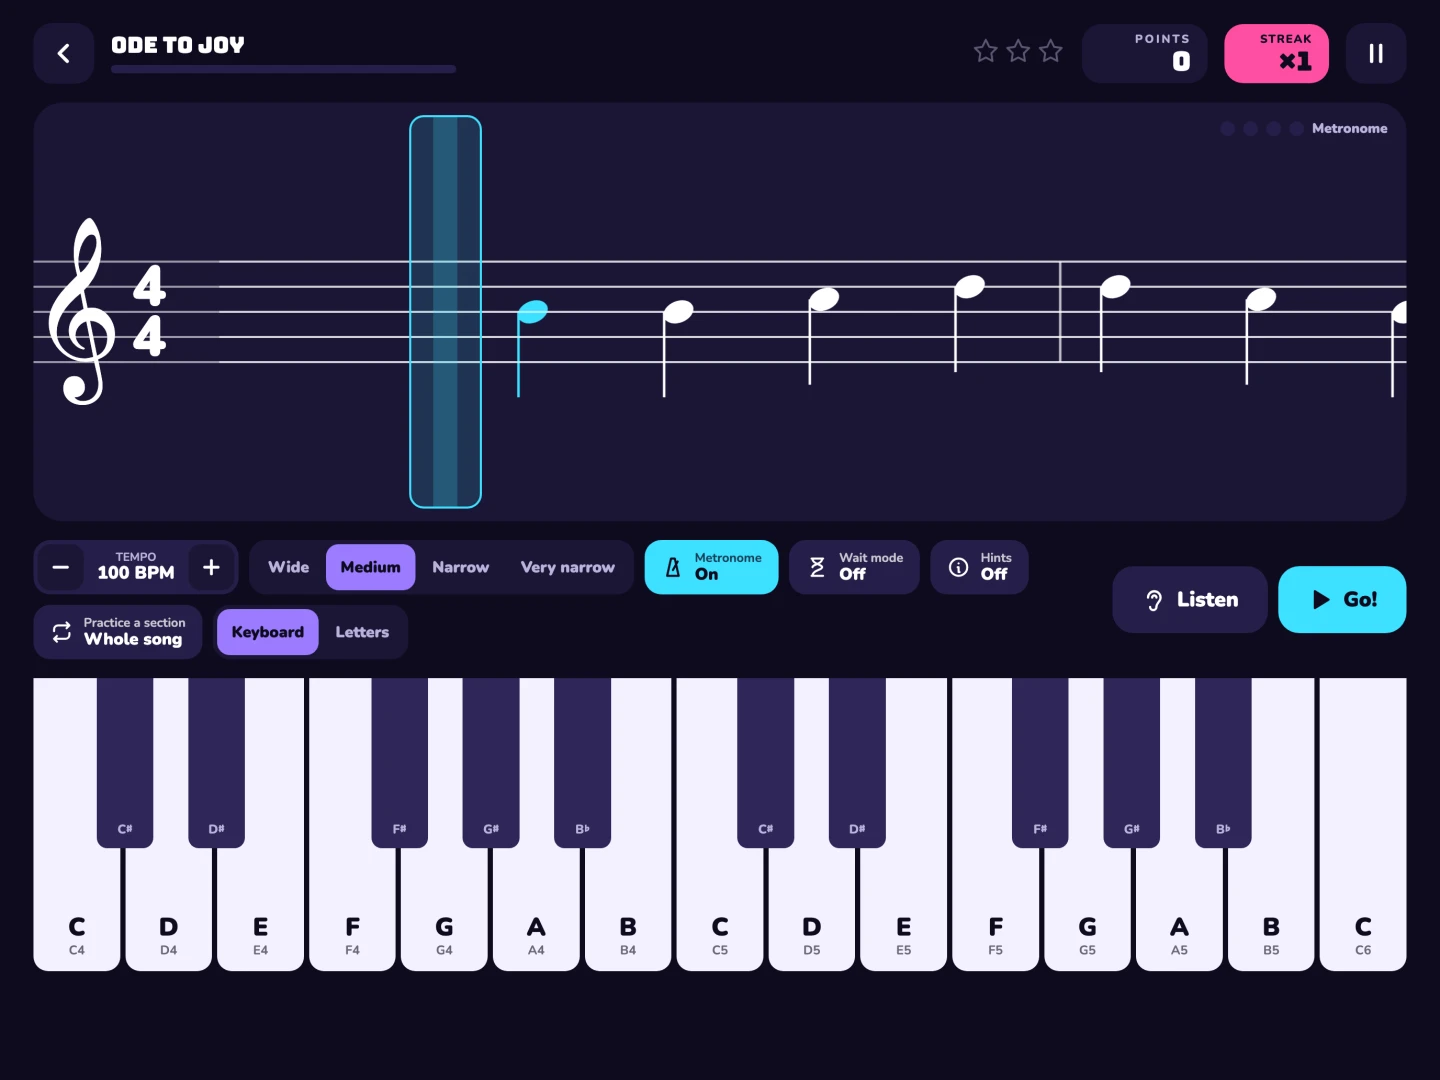 ODE TO JOY
POINTS
0
STREAK
×1
Metronome
4
4
TEMPO
100 BPM
Wide
Medium
Narrow
Very narrow
Metronome
On
Wait mode
Off
Hints
Off
Practice a section
Whole song
Keyboard
Letters
Listen
Go!
C♯
D♯
F♯
G♯
B♭
C♯
D♯
F♯
G♯
B♭
C
D
E
F
G
A
B
C
D
E
F
G
A
B
C
C4
D4
E4
F4
G4
A4
B4
C5
D5
E5
F5
G5
A5
B5
C6